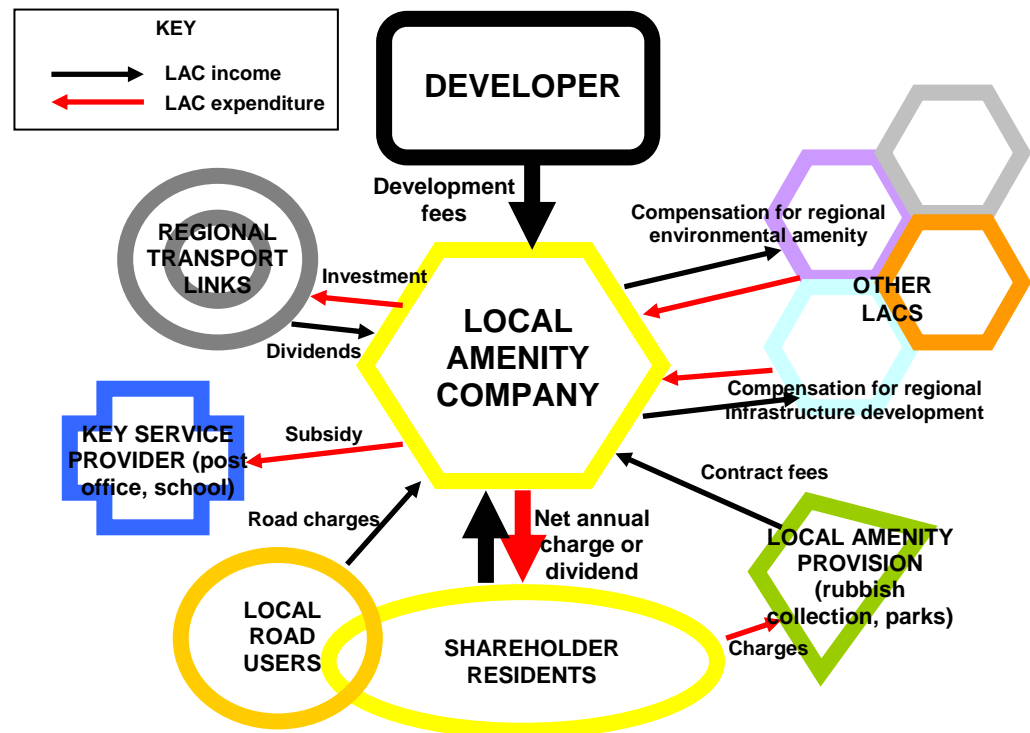 KEY
LAC income
LAC expenditure
DEVELOPER
Development
fees
REGIONAL
TRANSPORT
LINKS
Investment
Dividends
LOCAL
AMENITY
COMPANY
Compensation for regional
environmental amenity
OTHER
LACS
Compensation for regional
infrastructure development
KEY SERVICE
PROVIDER (post
office, school)
Subsidy
Contract fees
Road charges
Net annual
charge or
dividend
LOCAL AMENITY
PROVISION
(rubbish
collection, parks)
LOCAL
ROAD
USERS
SHAREHOLDER
RESIDENTS
Charges